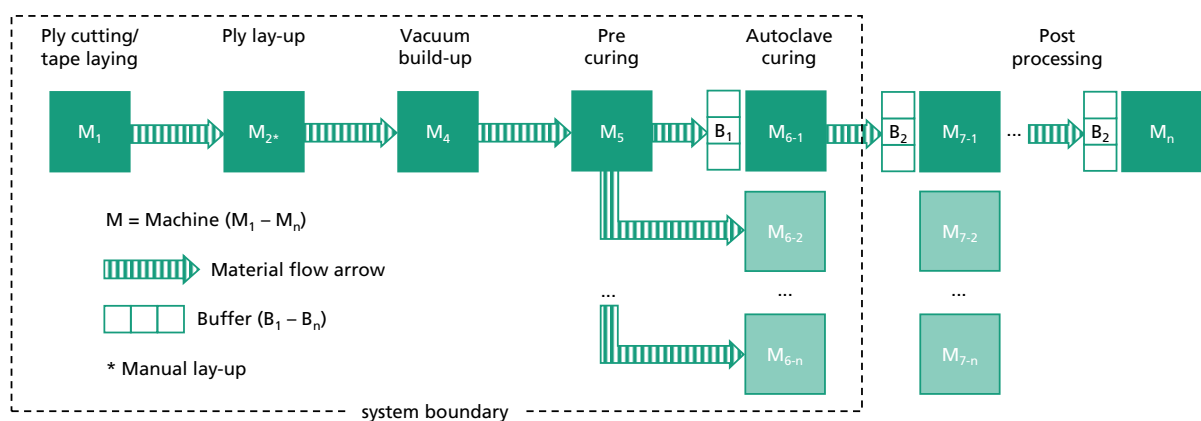 Ply cutting/
tape laying
Ply lay-up
Vacuum
build-up
Pre
curing
Autoclave
curing
Post
processing
M₁
M₂*
M₄
M₅
B₁
M₆₋₁
B₂
M₇₋₁
...
B₂
Mₙ
M = Machine (M₁ – Mₙ)
M₆₋₂
M₇₋₂
Material flow arrow
...
...
...
Buffer (B₁ – Bₙ)
M₆₋ₙ
M₇₋ₙ
* Manual lay-up
system boundary